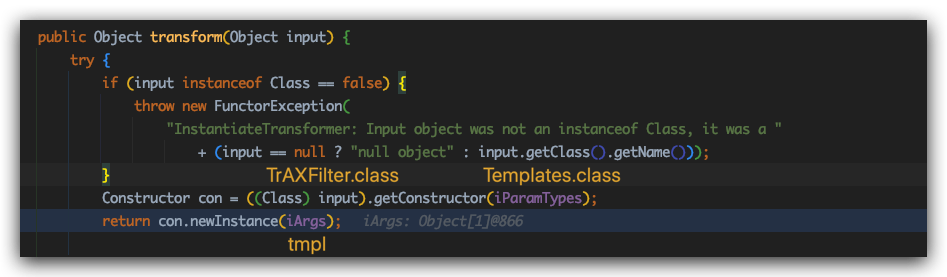 public Object transform(Object input) {
try {
if (input instanceof Class == false) {
throw new FunctorException(
"InstantiateTransformer: Input object was not an instanceof Class, it was a "
+ (input == null ? "null object" : input.getClass().getName()));
} TrAXFilter.class Templates.class
Constructor con = ((Class) input).getConstructor(iParamTypes);
return con.newInstance(iArgs); iArgs: Object[1]@866
tmpl